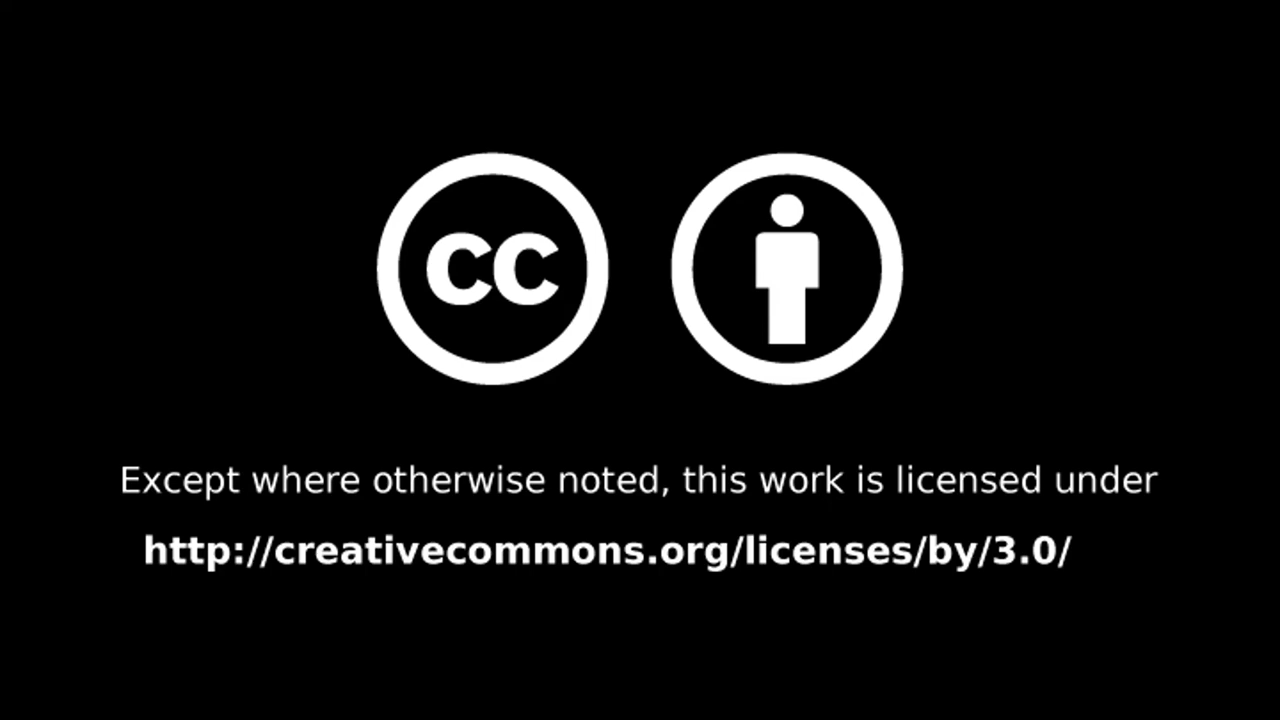 cc
Except where otherwise noted, this work is licensed under
http://creativecommons.org/licenses/by/3.0/